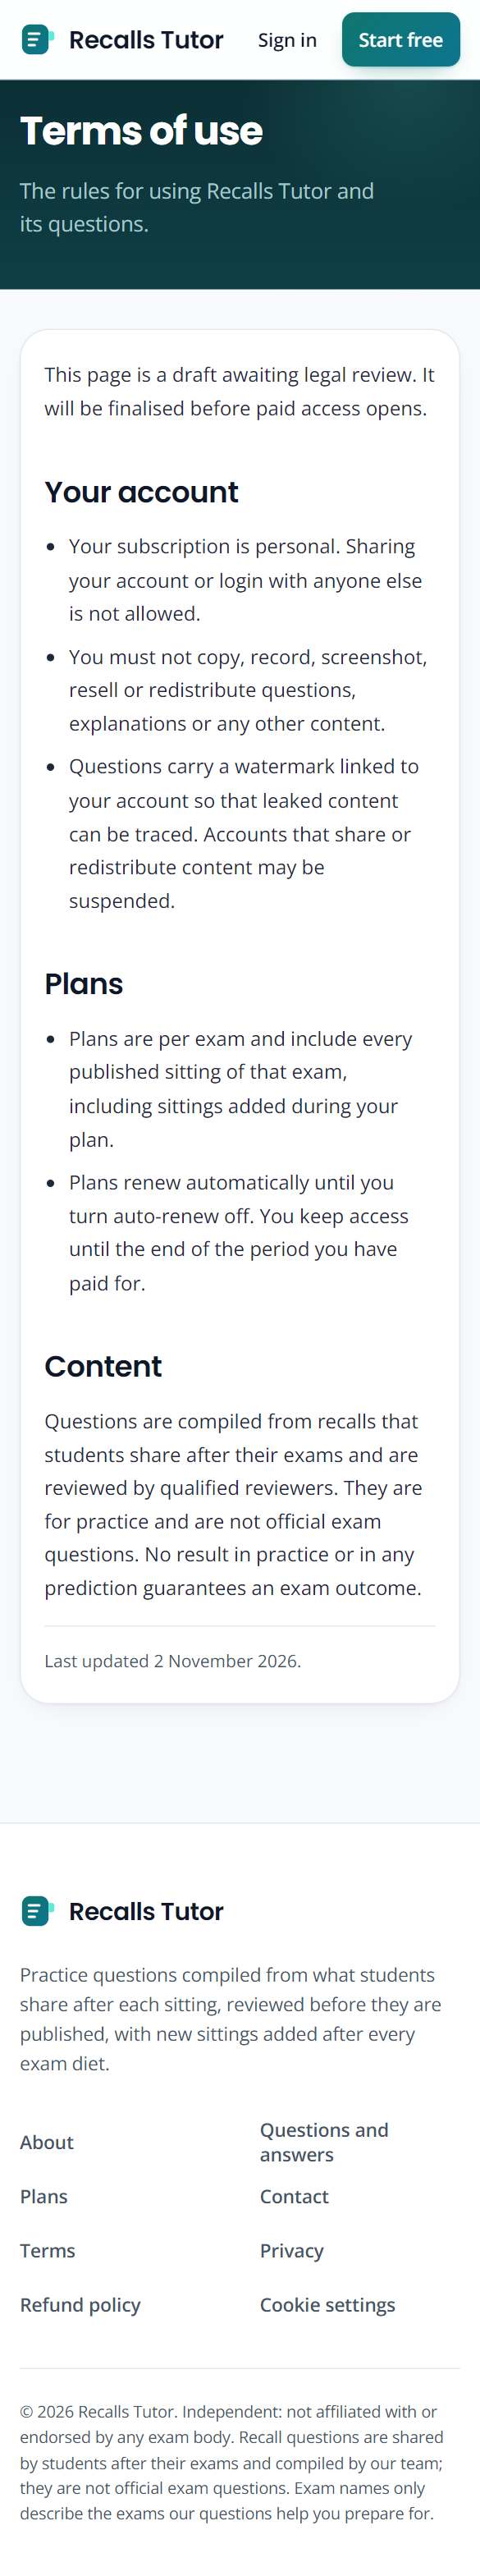 Recalls Tutor
Sign in
Start free
Terms of use
The rules for using Recalls Tutor and
its questions.
This page is a draft awaiting legal review. It
will be finalised before paid access opens.
Your account
• Your subscription is personal. Sharing
your account or login with anyone else
is not allowed.
• You must not copy, record, screenshot,
resell or redistribute questions,
explanations or any other content.
• Questions carry a watermark linked to
your account so that leaked content
can be traced. Accounts that share or
redistribute content may be
suspended.
Plans
• Plans are per exam and include every
published sitting of that exam,
including sittings added during your
plan.
• Plans renew automatically until you
turn auto-renew off. You keep access
until the end of the period you have
paid for.
Content
Questions are compiled from recalls that
students share after their exams and are
reviewed by qualified reviewers. They are
for practice and are not official exam
questions. No result in practice or in any
prediction guarantees an exam outcome.
Last updated 2 November 2026.
Recalls Tutor
Practice questions compiled from what students
share after each sitting, reviewed before they are
published, with new sittings added after every
exam diet.
About
Questions and
answers
Plans
Contact
Terms
Privacy
Refund policy
Cookie settings
© 2026 Recalls Tutor. Independent: not affiliated with or
endorsed by any exam body. Recall questions are shared
by students after their exams and compiled by our team;
they are not official exam questions. Exam names only
describe the exams our questions help you prepare for.